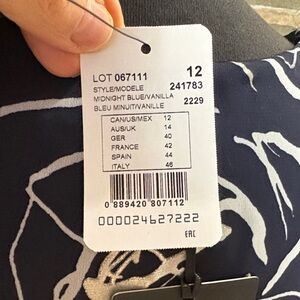 LOT 067111 12
STYLE/MODELE 241783
MIDNIGHT BLUE/VANILLA
BLEU MINUIT/VANILLE 2229
CAN/US/MEX 12
AUS/UK 14
GER 40
FRANCE 42
SPAIN 44
ITALY 46
0 889420 807112
000024627222
EAC